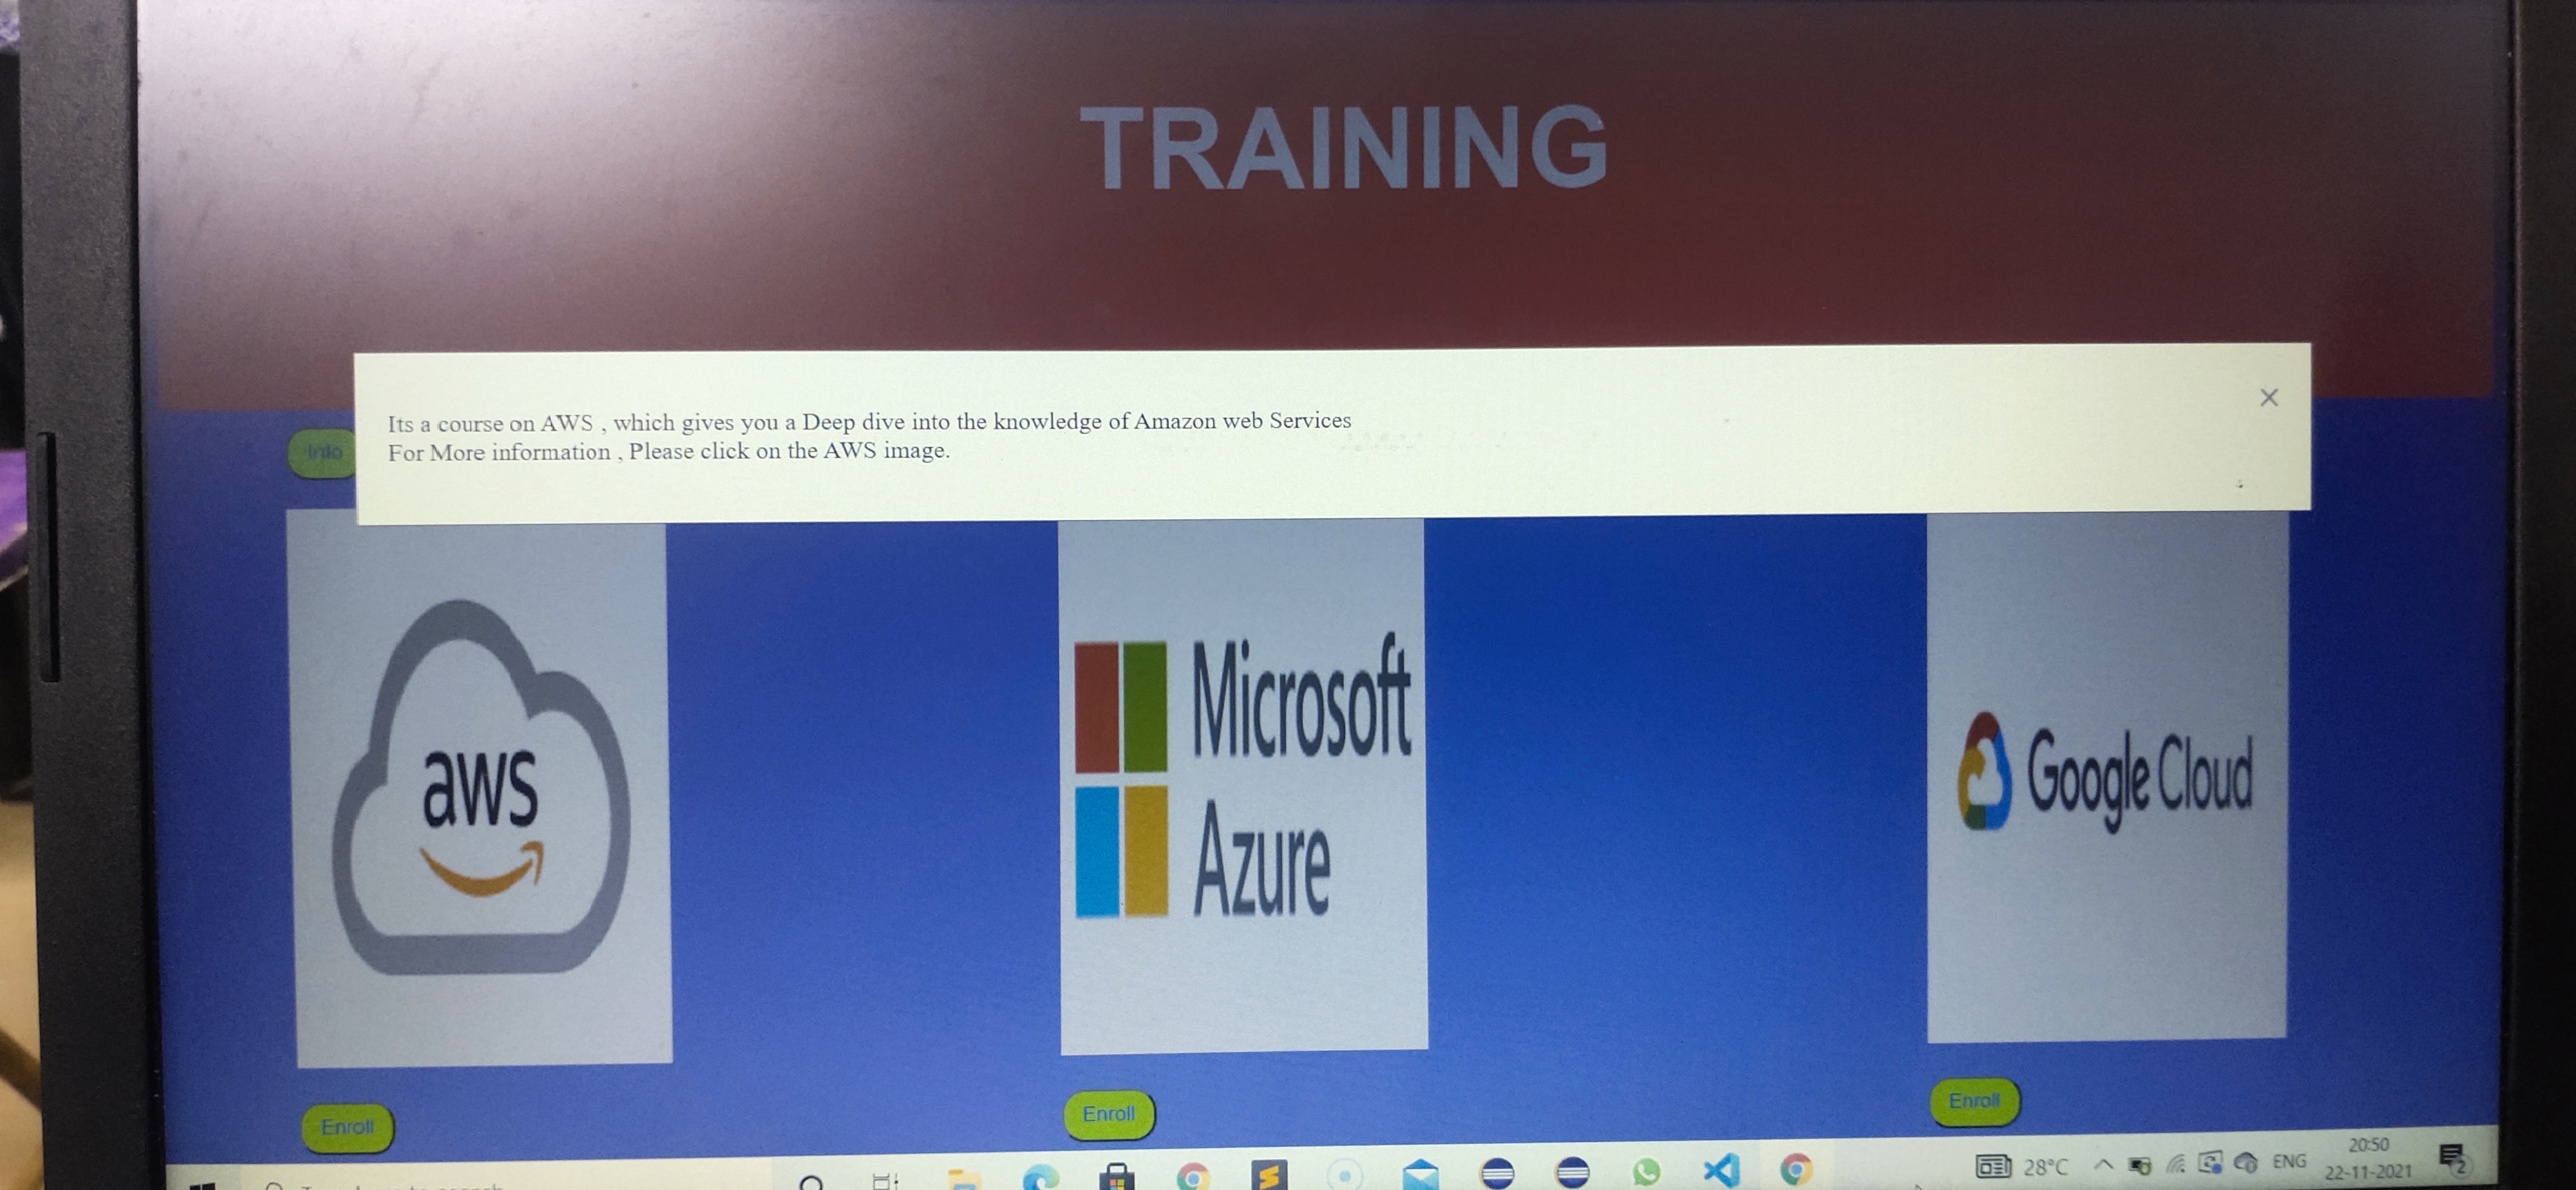 TRAINING
Its a course on AWS , which gives you a Deep dive into the knowledge of Amazon web Services
For More information , Please click on the AWS image.
Info
aws
Microsoft
Azure
Google Cloud
Enroll
Enroll
Enroll
28°C
ENG
20:50
22-11-2021
2